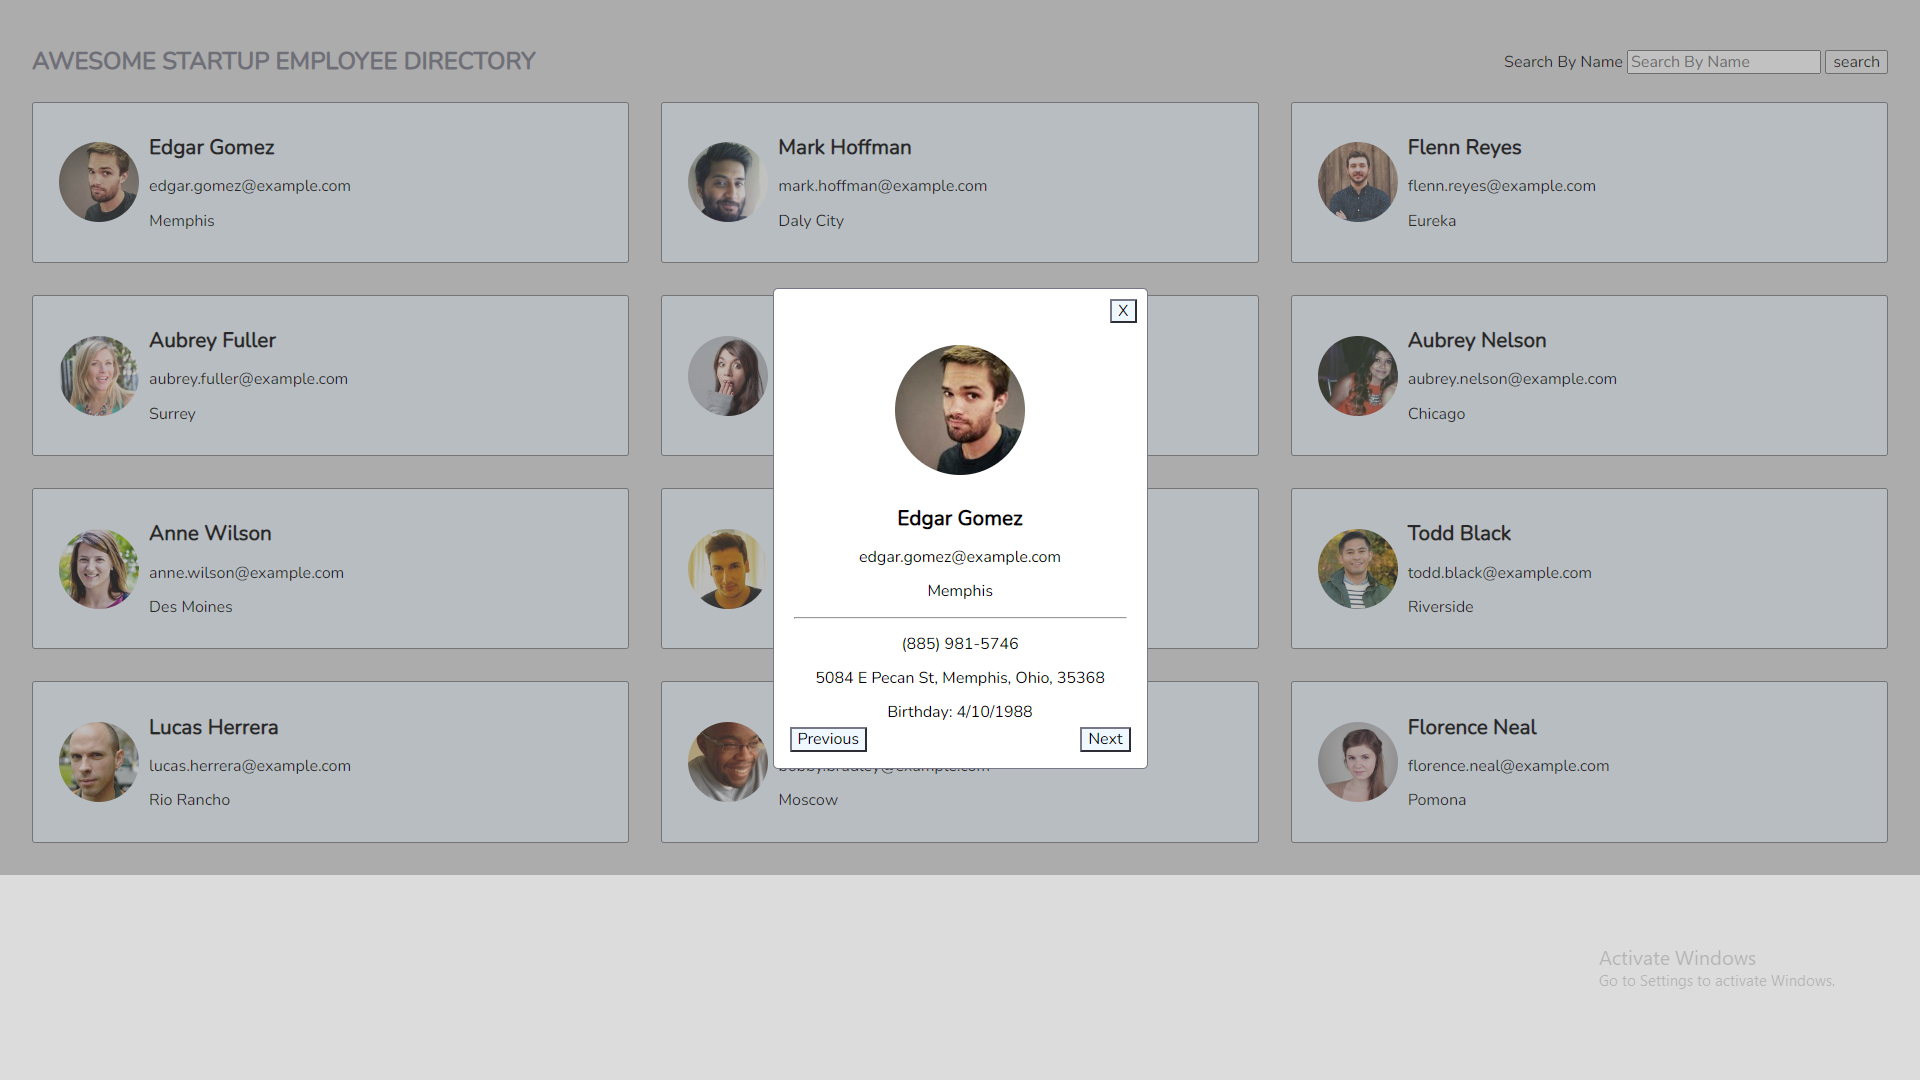 AWESOME STARTUP EMPLOYEE DIRECTORY
Search By Name Search By Name search
Edgar Gomez
edgar.gomez@example.com
Memphis
Mark Hoffman
mark.hoffman@example.com
Daly City
Flenn Reyes
flenn.reyes@example.com
Eureka
Aubrey Fuller
aubrey.fuller@example.com
Surrey
Aubrey Nelson
aubrey.nelson@example.com
Chicago
Anne Wilson
anne.wilson@example.com
Des Moines
Todd Black
todd.black@example.com
Riverside
Lucas Herrera
lucas.herrera@example.com
Rio Rancho
bobby.bradley@example.com
Moscow
Florence Neal
florence.neal@example.com
Pomona
X
Edgar Gomez
edgar.gomez@example.com
Memphis
(885) 981-5746
5084 E Pecan St, Memphis, Ohio, 35368
Birthday: 4/10/1988
Previous Next
Activate Windows
Go to Settings to activate Windows.